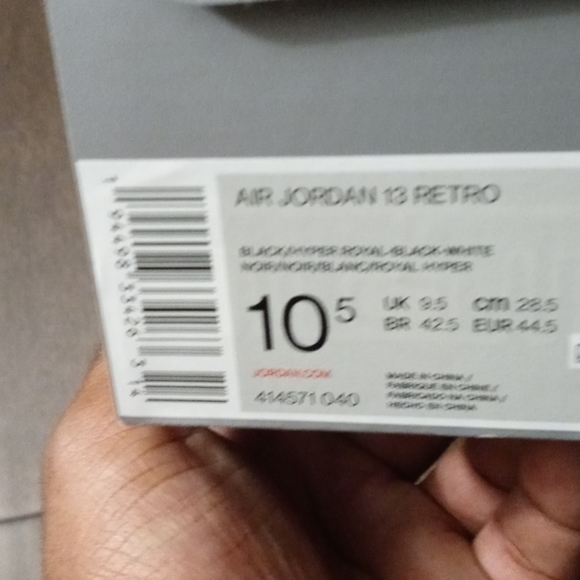 AIR JORDAN 13 RETRO
BLACK/HYPER ROYAL-BLACK-WHITE
NOIR/NOIR/BLANC/ROYAL HYPER
10 5
UK 9.5 cm 28.5
BR 42.5 EUR 44.5
JORDAN.COM
414571 040
MADE IN CHINA /
FABRIQUE EN CHINE /
FABRICADO NA CHINA /
HECHO EN CHINA